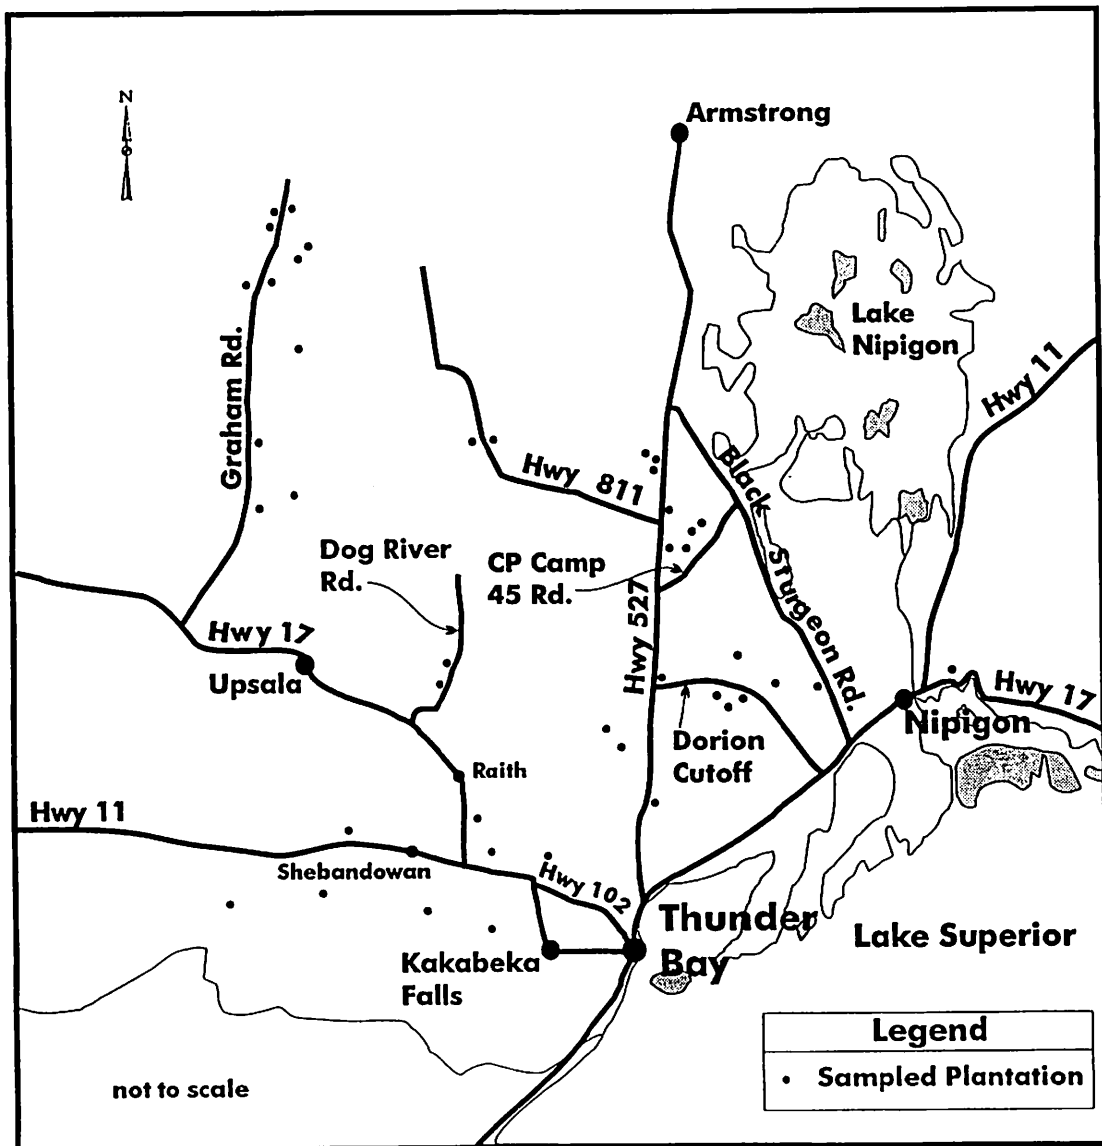 N
Armstrong
Lake
Nipigon
Hwy 11
Graham Rd.
Black Sturgeon Rd.
Hwy 811
Dog River
Rd.
CP Camp
45 Rd.
Hwy 527
Hwy 17
Upsala
Hwy 17
Nipigon
Dorion
Cutoff
Raith
Hwy 11
Shebandowan
Hwy 102
Thunder
Bay
Lake Superior
Kakabeka
Falls
Legend
• Sampled Plantation
not to scale